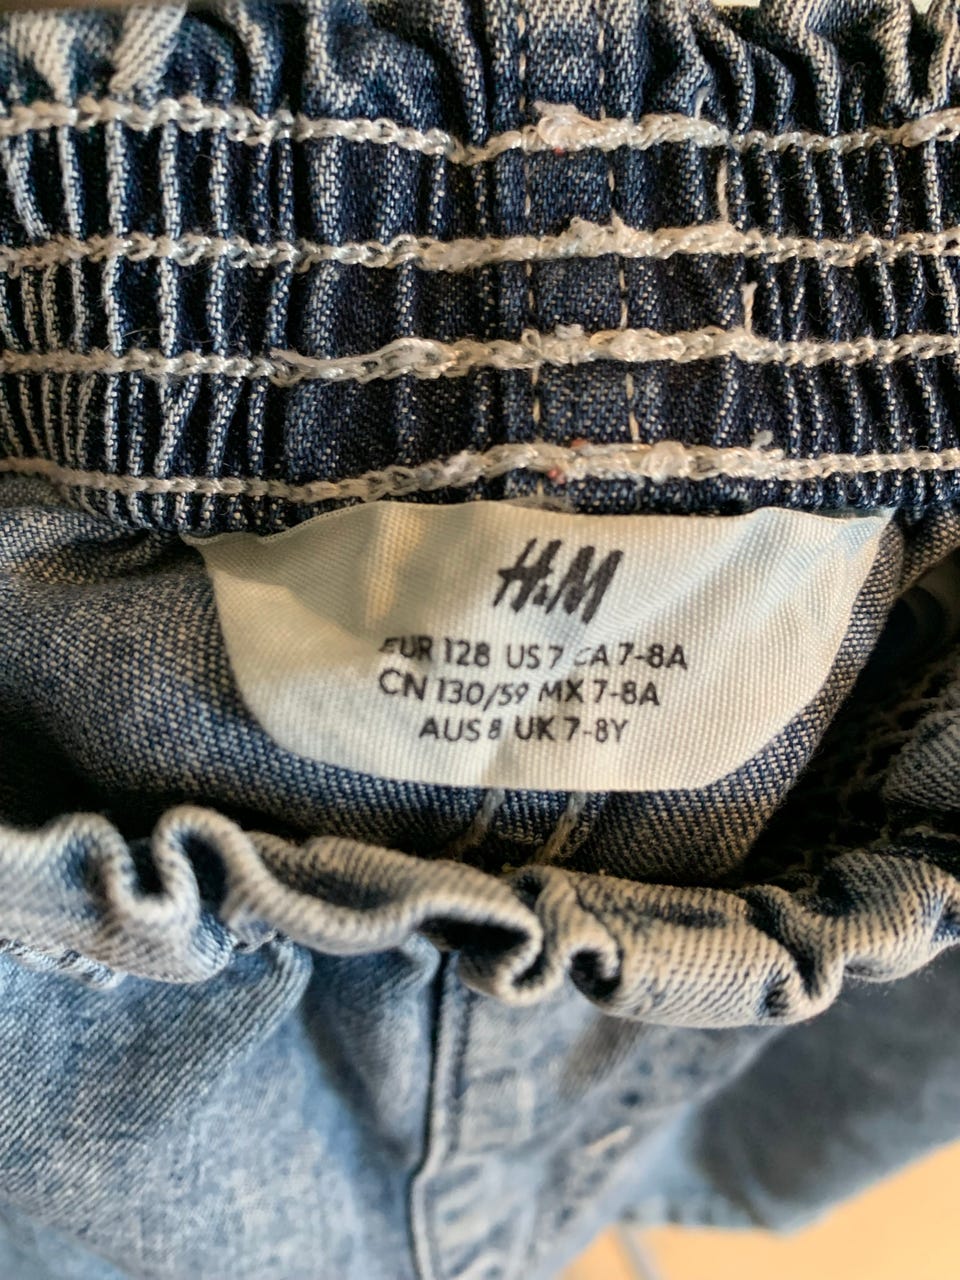 H&M
EUR 128 US 7 CA 7-8A
CN 130/59 MX 7-8A
AUS 8 UK 7-8Y